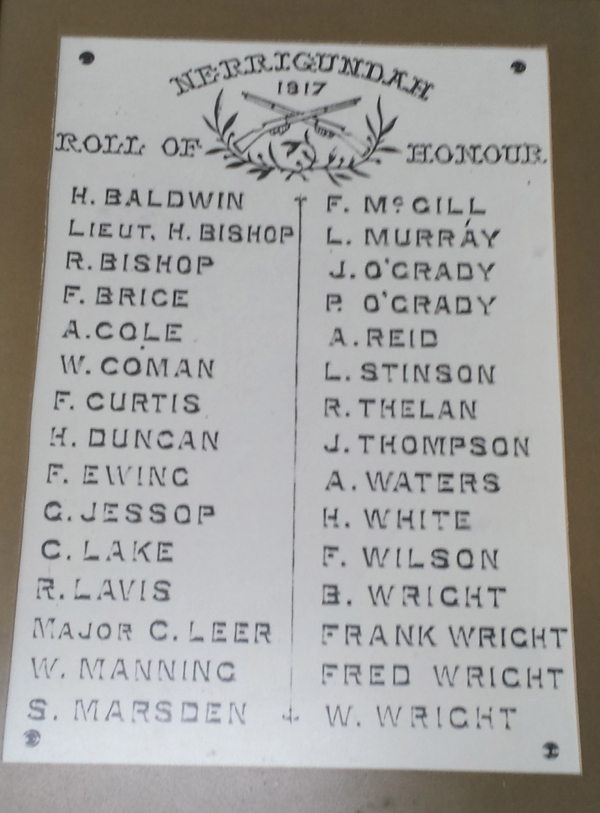 NERRIGUNDAH
1917
ROLL OF HONOUR
H. BALDWIN
LIEUT. H. BISHOP
R. BISHOP
F. BRICE
A. COLE
W. COMAN
F. CURTIS
H. DUNCAN
F. EWING
G. JESSOP
C. LAKE
R. LAVIS
MAJOR C. LEER
W. MANNING
S. MARSDEN
F. McGILL
L. MURRAY
J. O'GRADY
P. O'GRADY
A. REID
L. STINSON
R. THELAN
J. THOMPSON
A. WATERS
H. WHITE
F. WILSON
B. WRIGHT
FRANK WRIGHT
FRED WRIGHT
W. WRIGHT